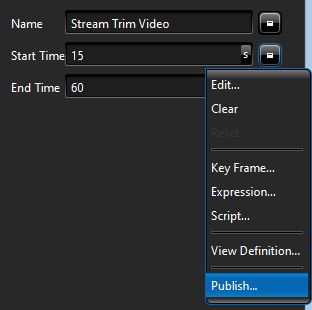 Name Stream Trim Video
Start Time 15 s
End Time 60
Edit...
Clear
Reset
Key Frame...
Expression...
Script...
View Definition...
Publish...